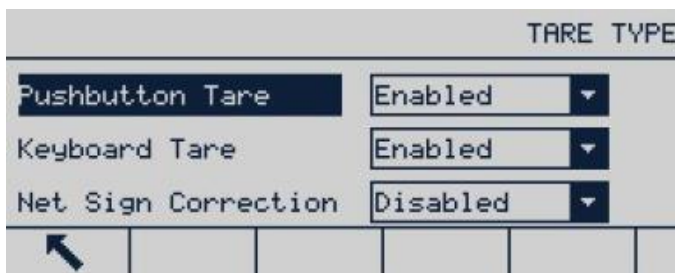 TARE TYPE
Pushbutton Tare Enabled
Keyboard Tare Enabled
Net Sign Correction Disabled